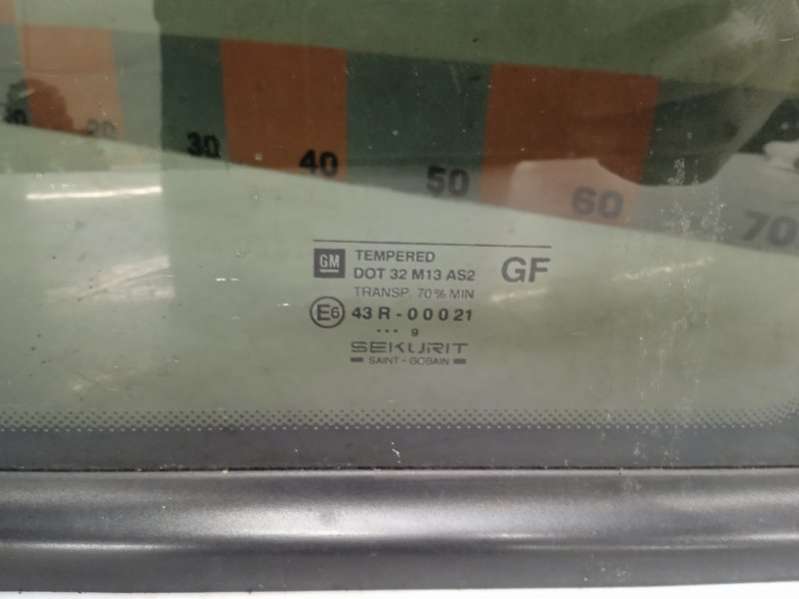 20
30
40
50
60
70
GM
TEMPERED
DOT 32 M13 AS2
GF
TRANSP. 70% MIN
E6 43 R - 00021
••• 9
SEKURIT
SAINT - GOBAIN